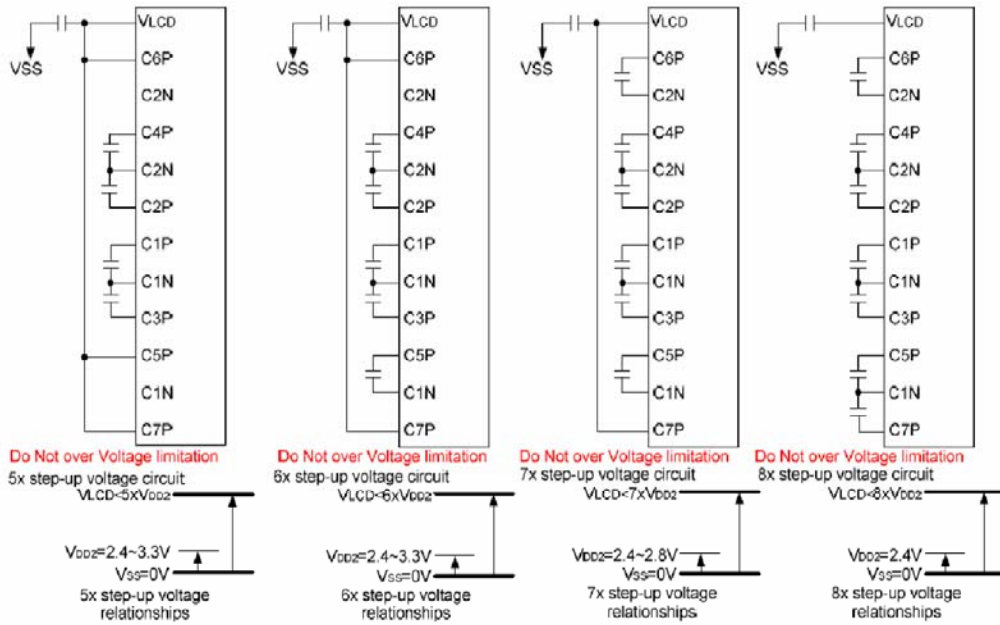 VLCD
C6P
C2N
C4P
C2N
C2P
C1P
C1N
C3P
C5P
C1N
C7P
VSS
Do Not over Voltage limitation
5x step-up voltage circuit
VLCD<5xVDD2
VDD2=2.4~3.3V
VSS=0V
5x step-up voltage
relationships
VLCD
C6P
C2N
C4P
C2N
C2P
C1P
C1N
C3P
C5P
C1N
C7P
VSS
Do Not over Voltage limitation
6x step-up voltage circuit
VLCD<6xVDD2
VDD2=2.4~3.3V
VSS=0V
6x step-up voltage
relationships
VLCD
C6P
C2N
C4P
C2N
C2P
C1P
C1N
C3P
C5P
C1N
C7P
VSS
Do Not over Voltage limitation
7x step-up voltage circuit
VLCD<7xVDD2
VDD2=2.4~2.8V
VSS=0V
7x step-up voltage
relationships
VLCD
C6P
C2N
C4P
C2N
C2P
C1P
C1N
C3P
C5P
C1N
C7P
VSS
Do Not over Voltage limitation
8x step-up voltage circuit
VLCD<8xVDD2
VDD2=2.4V
VSS=0V
8x step-up voltage
relationships